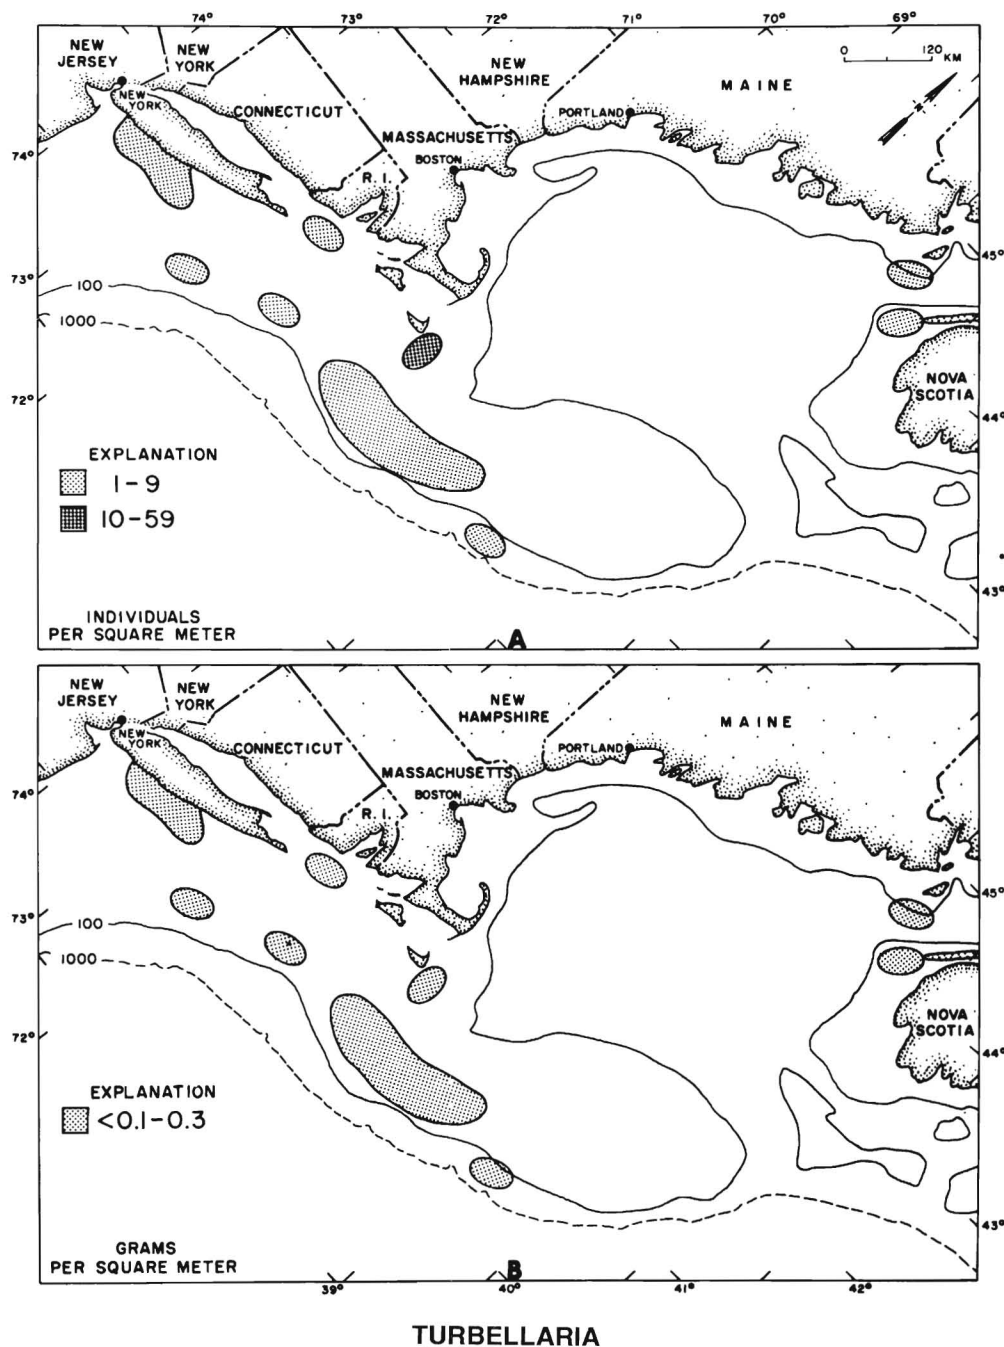 74° 73° 72° 71° 70° 69°
NEW JERSEY
NEW YORK
NEW YORK
CONNECTICUT
R. I.
MASSACHUSETTS
BOSTON
NEW HAMPSHIRE
PORTLAND
MAINE
0 120
KM
NOVA SCOTIA
74°
73°
100
1000
72°
45°
44°
43°
EXPLANATION
1-9
10-59
INDIVIDUALS
PER SQUARE METER
A
NEW JERSEY
NEW YORK
NEW YORK
CONNECTICUT
R. I.
MASSACHUSETTS
BOSTON
NEW HAMPSHIRE
PORTLAND
MAINE
NOVA SCOTIA
74°
73°
100
1000
72°
45°
44°
43°
EXPLANATION
<0.1-0.3
GRAMS
PER SQUARE METER
B
39° 40° 41° 42°
TURBELLARIA